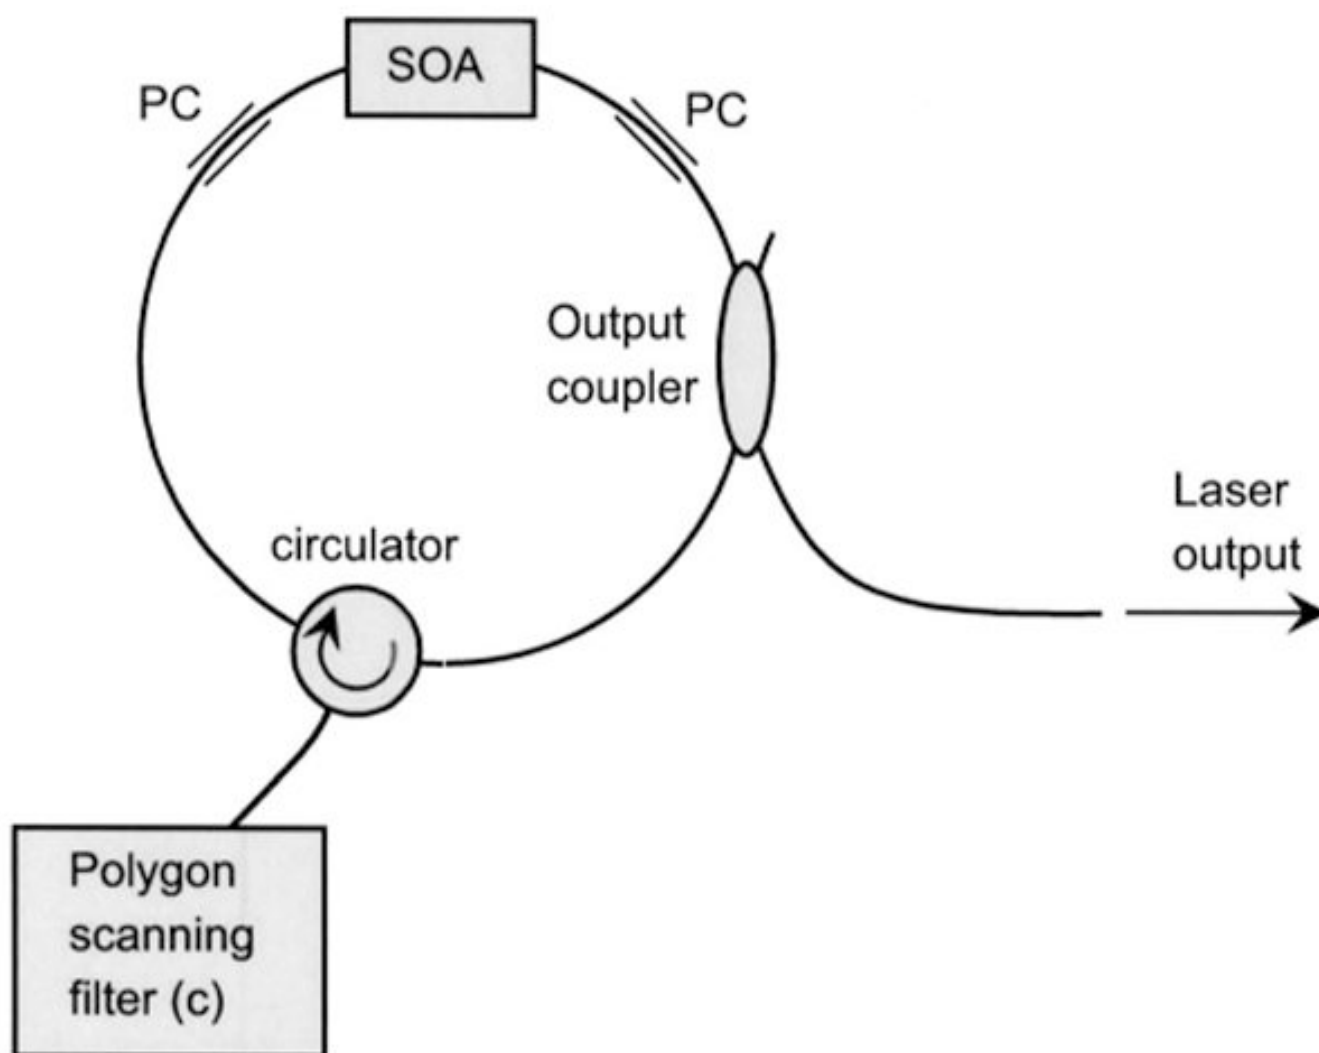 SOA
PC
PC
Output
coupler
Laser
output
circulator
Polygon
scanning
filter (c)